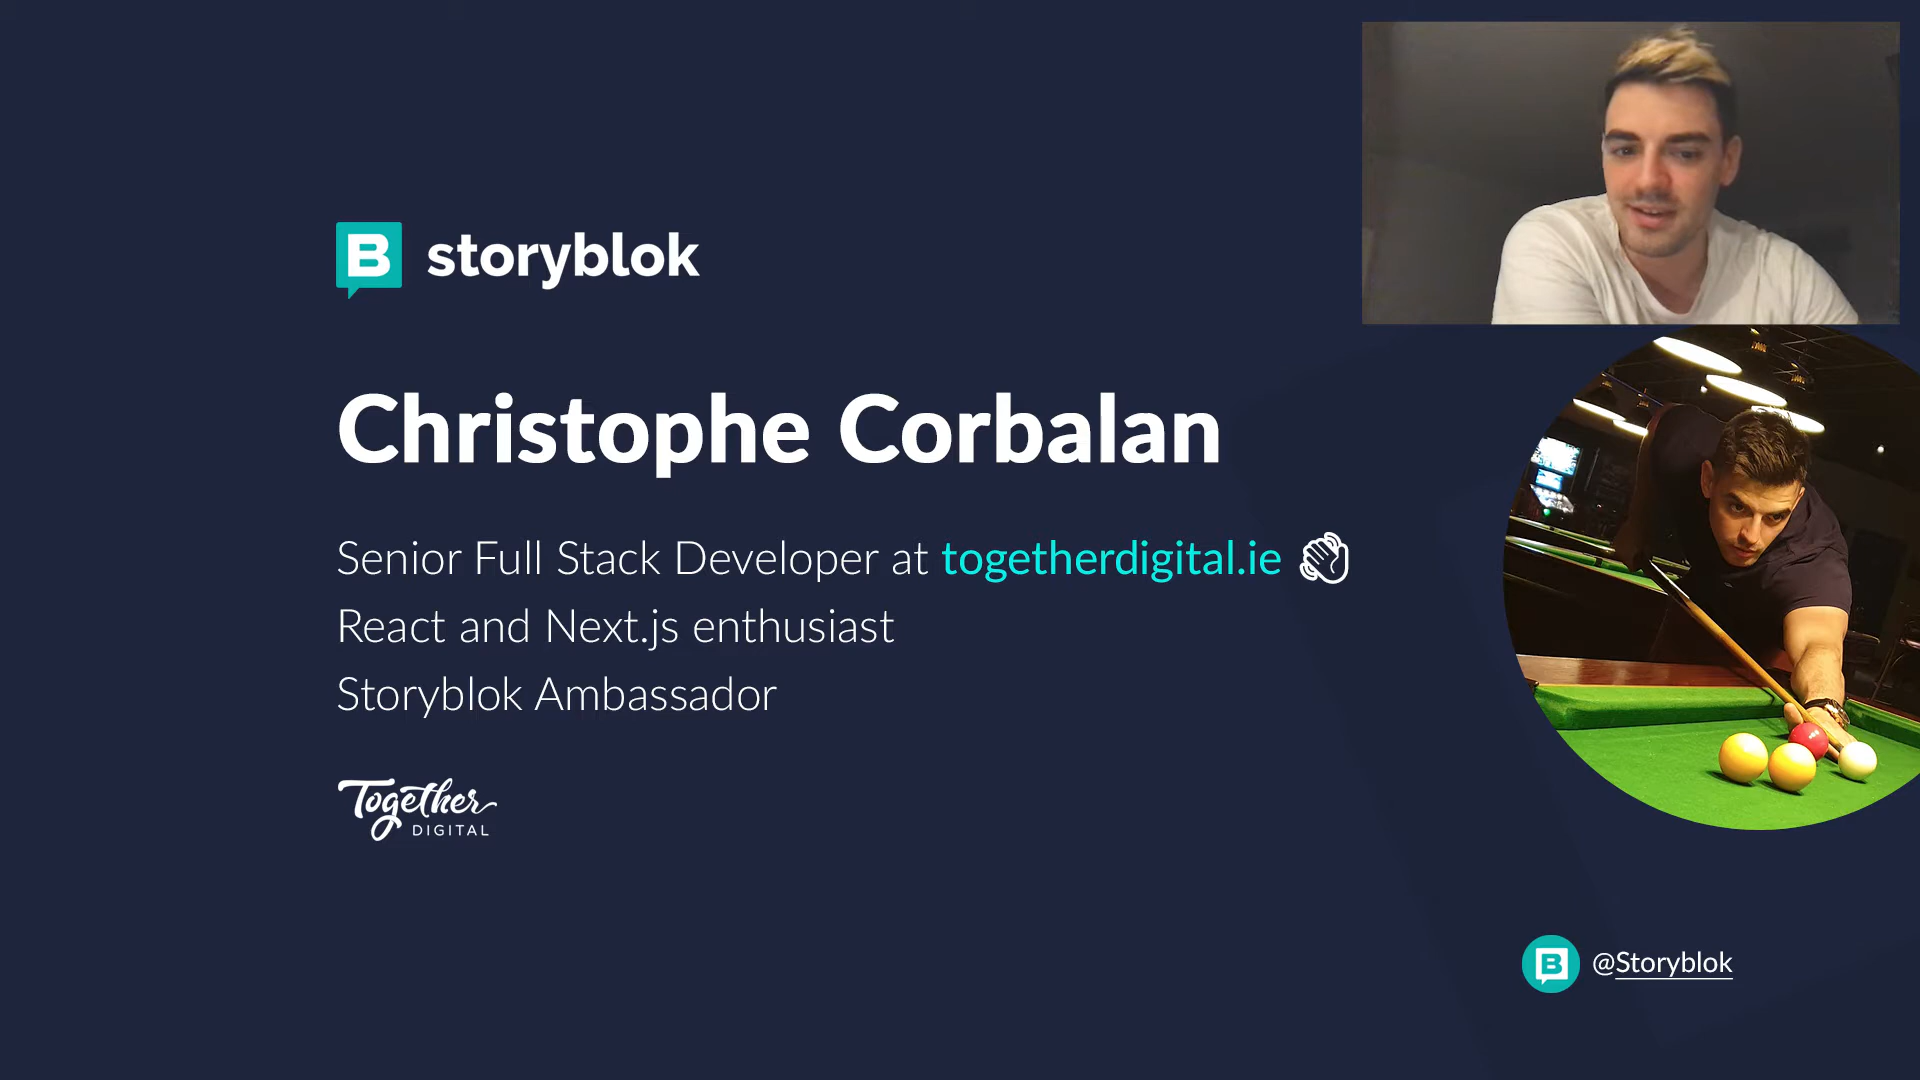 storyblok
Christophe Corbalan
Senior Full Stack Developer at togetherdigital.ie
React and Next.js enthusiast
Storyblok Ambassador
Together
DIGITAL
@Storyblok